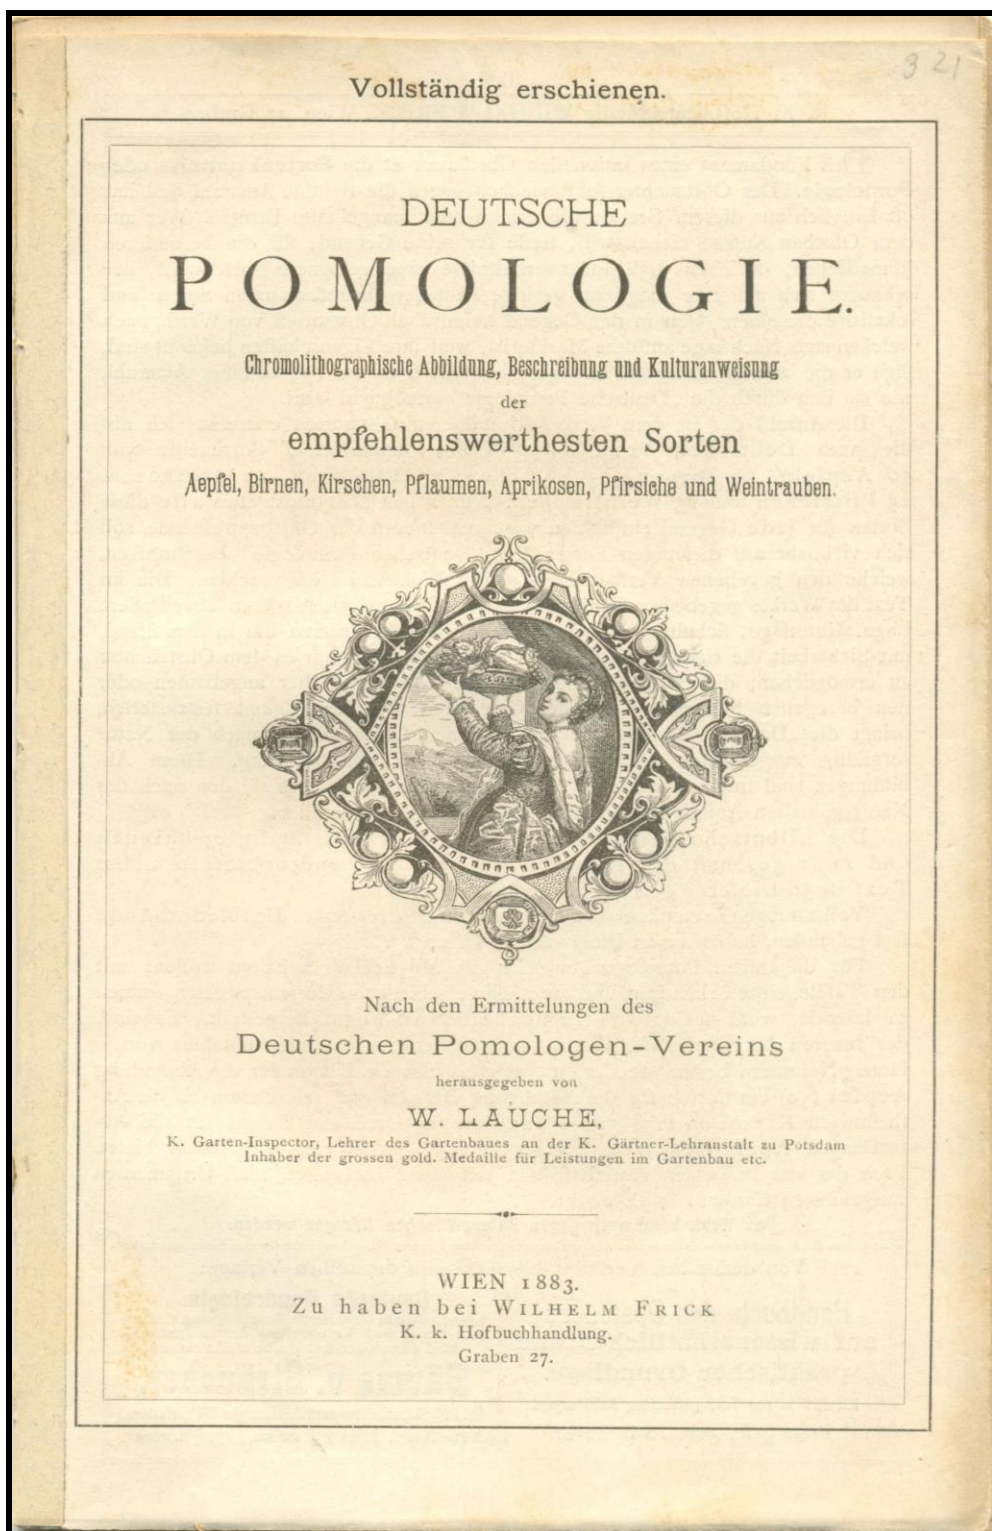 321
Vollständig erschienen.
DEUTSCHE
POMOLOGIE.
Chromolithographische Abbildung, Beschreibung und Kulturanweisung
der
empfehlenswerthesten Sorten
Aepfel, Birnen, Kirschen, Pflaumen, Aprikosen, Pfirsiche und Weintrauben.
Nach den Ermittelungen des
Deutschen Pomologen-Vereins
herausgegeben von
W. LAUCHE,
K. Garten-Inspector, Lehrer des Gartenbaues an der K. Gärtner-Lehranstalt zu Potsdam
Inhaber der grossen gold. Medaille für Leistungen im Gartenbau etc.
WIEN 1883.
Zu haben bei WILHELM FRICK
K. k. Hofbuchhandlung.
Graben 27.